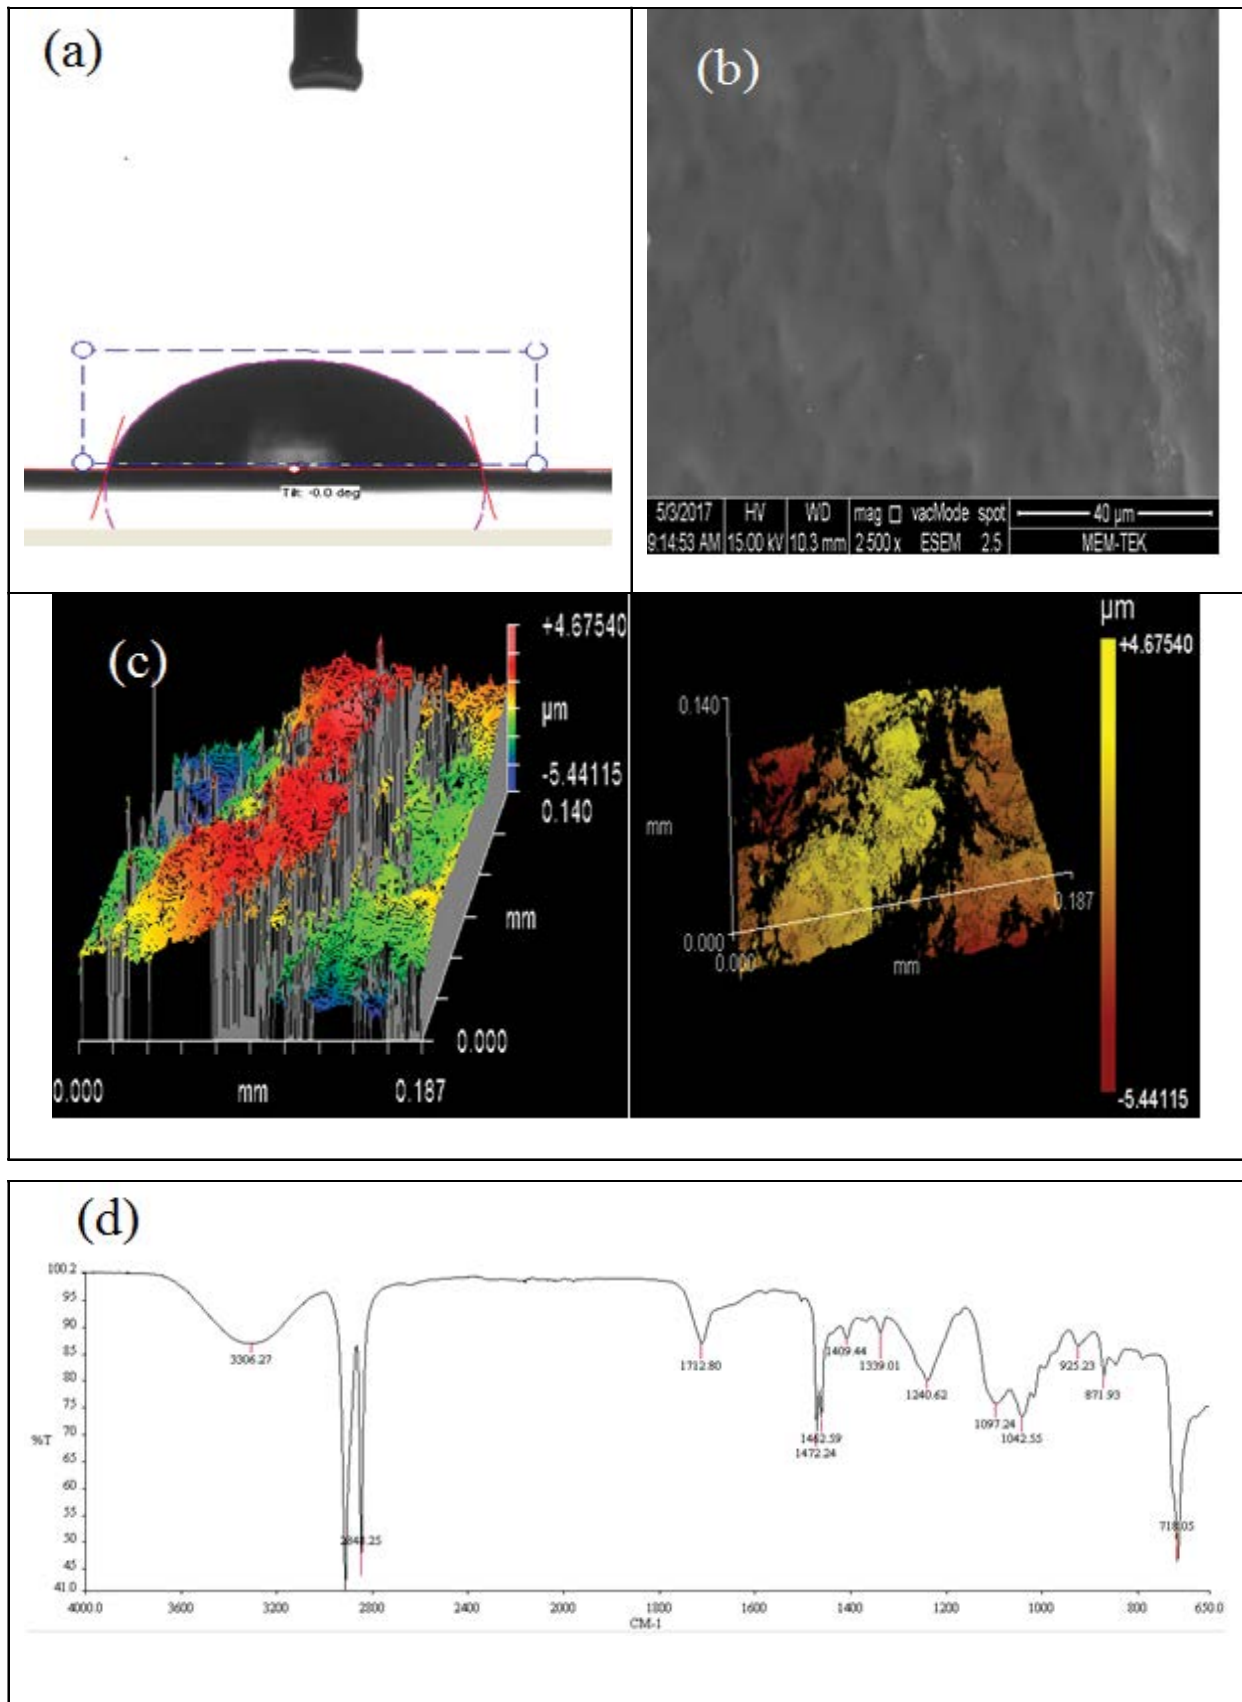 (a)
Tilt: -0.0 deg
(b)
5/3/2017 HV WD mag □ vacMode spot 40 µm
9:14:53 AM 15.00 kV 10.3 mm 2 500 x ESEM 2.5 MEM-TEK
(c)
+4.67540
µm
-5.44115
0.140
mm
0.000
0.000 mm 0.187
µm
+4.67540
0.140
mm
0.187
0.000
0.000
mm
-5.44115
(d)
100.2
95
90
85
80
75
70
%T
65
60
55
50
45
41.0
3306.27
2848.25
1712.80
1462.59
1472.24
1409.44
1339.01
1240.62
1097.24
1042.55
925.23
871.93
718.05
4000.0 3600 3200 2800 2400 2000 1800 1600 1400 1200 1000 800 650.0
CM-1